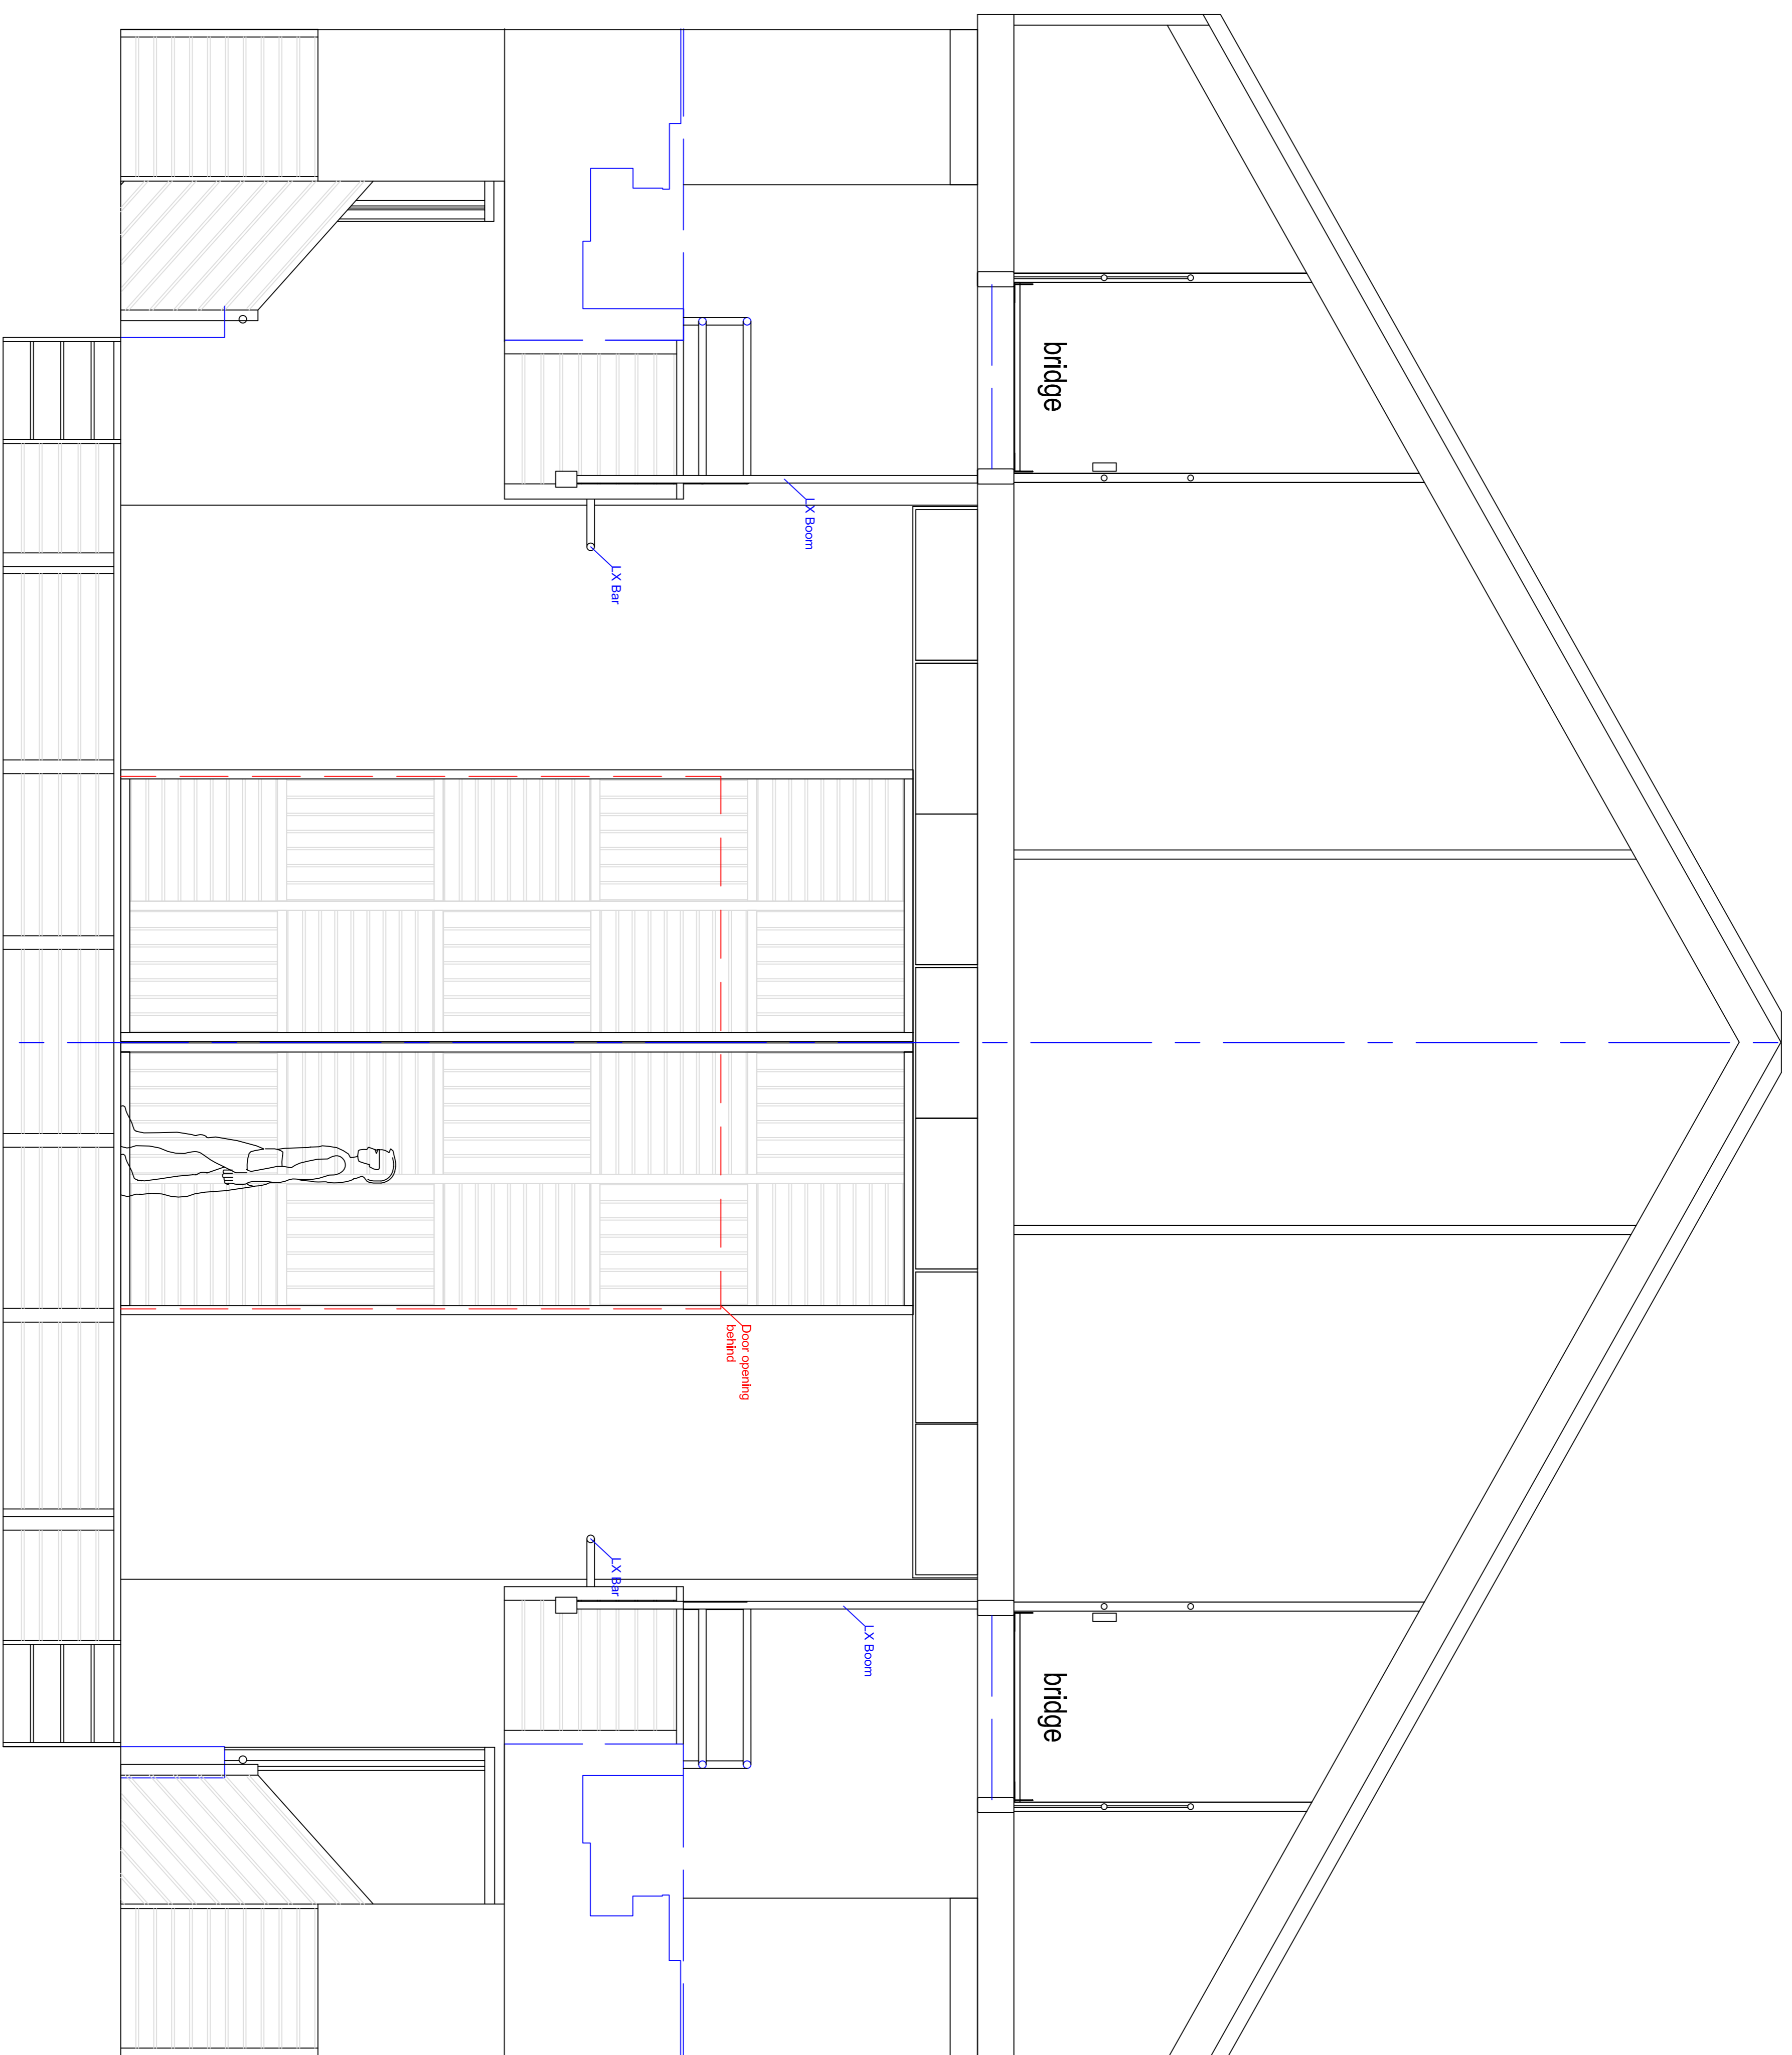 bridge
LX Boom
LX Bar
Door opening
behind
LX Bar
LX Boom
bridge